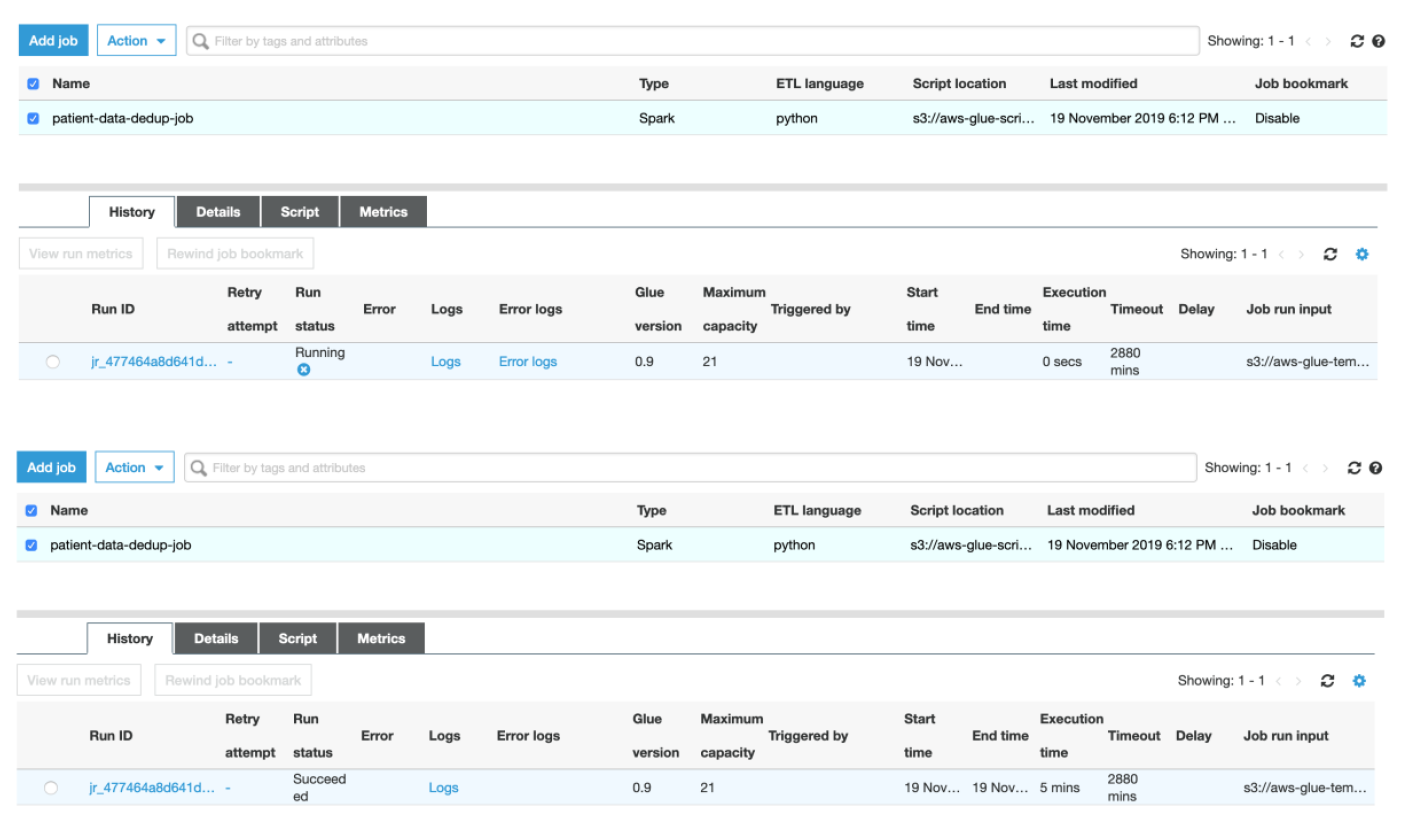 Add job Action Filter by tags and attributes Showing: 1 - 1
Name Type ETL language Script location Last modified Job bookmark
patient-data-dedup-job Spark python s3://aws-glue-scri... 19 November 2019 6:12 PM ... Disable
History Details Script Metrics
View run metrics Rewind job bookmark Showing: 1 - 1
Run ID Retry attempt Run status Error Logs Error logs Glue version Maximum capacity Triggered by Start time End time Execution time Timeout Delay Job run input
jr_477464a8d641d... - Running Logs Error logs 0.9 21 19 Nov... 0 secs 2880 mins s3://aws-glue-tem...
Add job Action Filter by tags and attributes Showing: 1 - 1
Name Type ETL language Script location Last modified Job bookmark
patient-data-dedup-job Spark python s3://aws-glue-scri... 19 November 2019 6:12 PM ... Disable
History Details Script Metrics
View run metrics Rewind job bookmark Showing: 1 - 1
Run ID Retry attempt Run status Error Logs Error logs Glue version Maximum capacity Triggered by Start time End time Execution time Timeout Delay Job run input
jr_477464a8d641d... - Succeeded Logs 0.9 21 19 Nov... 19 Nov... 5 mins 2880 mins s3://aws-glue-tem...